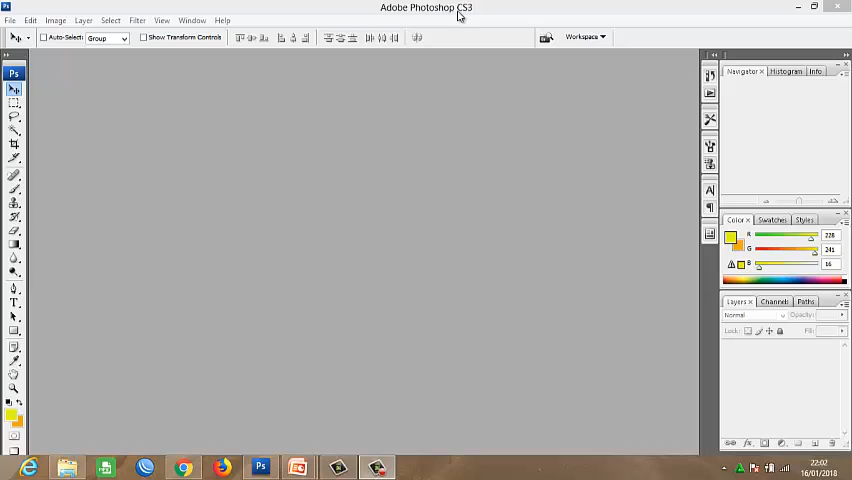 Adobe Photoshop CS3
File Edit Image Layer Select Filter View Window Help
Auto-Select: Group Show Transform Controls Workspace
Ps
Navigator Histogram Info
Color Swatches Styles
R 228
G 241
B 16
Layers Channels Paths
Normal Opacity:
Lock: Fill:
T
A
Ps
22:02
16/01/2018